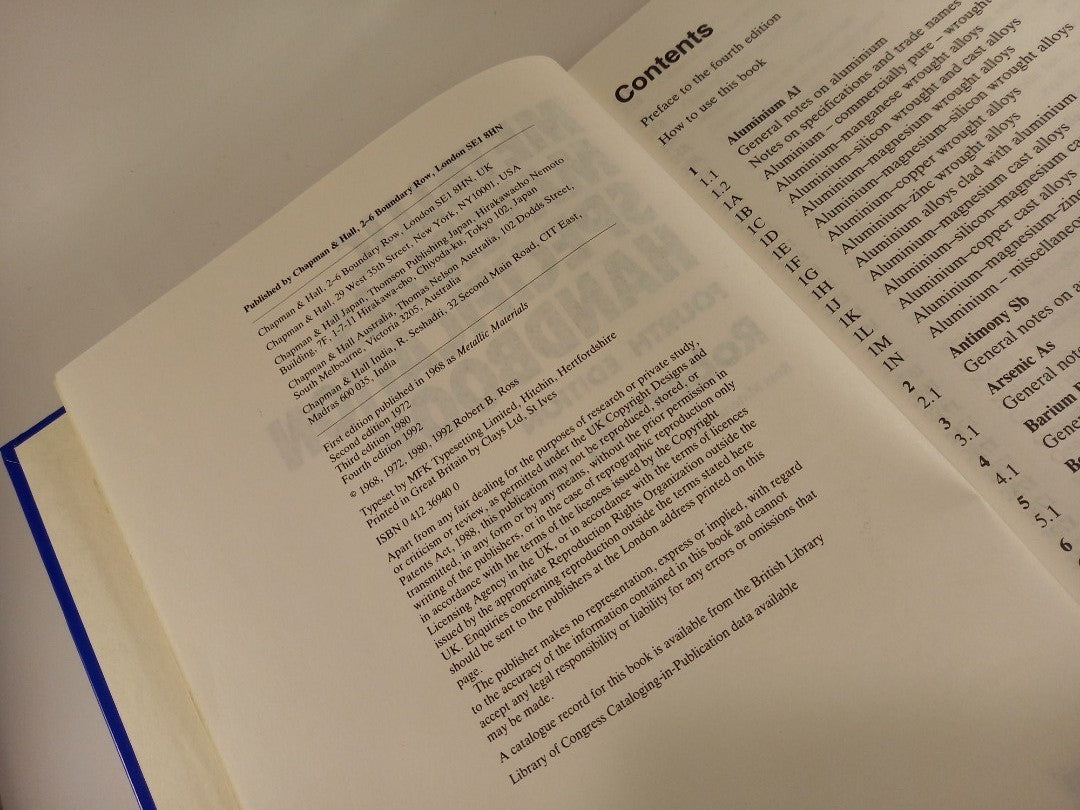 Published by Chapman & Hall, 2–6 Boundary Row, London SE1 8HN
Chapman & Hall, 2–6 Boundary Row, London SE1 8HN, UK
Chapman & Hall, 29 West 35th Street, New York, NY10001, USA
Chapman & Hall Japan, Thomson Publishing Japan, Hirakawacho Nemoto
Building, 7F, 1-7-11 Hirakawa-cho, Chiyoda-ku, Tokyo 102, Japan
Chapman & Hall Australia, Thomas Nelson Australia, 102 Dodds Street,
South Melbourne, Victoria 3205, Australia
Chapman & Hall India, R. Seshadri, 32 Second Main Road, CIT East,
Madras 600 035, India
First edition published in 1968 as Metallic Materials
Second edition 1972
Third edition 1980
Fourth edition 1992
© 1968, 1972, 1980, 1992 Robert B. Ross
Typeset by MFK Typesetting Limited, Hitchin, Hertfordshire
Printed in Great Britain by Clays Ltd, St Ives
ISBN 0 412 36940 0
Apart from any fair dealing for the purposes of research or private study,
or criticism or review, as permitted under the UK Copyright Designs and
Patents Act, 1988, this publication may not be reproduced, stored, or
transmitted, in any form or by any means, without the prior permission in
writing of the publishers, or in the case of reprographic reproduction only
in accordance with the terms of the licences issued by the Copyright
Licensing Agency in the UK, or in accordance with the terms of licences
issued by the appropriate Reproduction Rights Organization outside the
UK. Enquiries concerning reproduction outside the terms stated here
should be sent to the publishers at the London address printed on this
page.
The publisher makes no representation, express or implied, with regard
to the accuracy of the information contained in this book and cannot
accept any legal responsibility or liability for any errors or omissions that
may be made.
A catalogue record for this book is available from the British Library
Library of Congress Cataloging-in-Publication data available
Contents
Preface to the fourth edition
How to use this book
1 Aluminium Al
1.1 General notes on aluminium
1.2 Notes on specifications and trade names
1A Aluminium – commercially pure – wrought
1B Aluminium–manganese wrought alloys
1C Aluminium–silicon wrought and cast alloys
1D Aluminium–magnesium wrought alloys
1E Aluminium–magnesium–silicon wrought alloys
1F Aluminium–copper wrought alloys
1G Aluminium–zinc wrought alloys
1H Aluminium alloys clad with aluminium
1J Aluminium–magnesium cast alloys
1K Aluminium–silicon–magnesium
1L Aluminium–copper cast alloys
1M Aluminium–magnesium–zinc
1N Aluminium – miscellaneous
2 Antimony Sb
2.1 General notes on
3 Arsenic As
3.1 General notes
4 Barium
4.1
5
5.1
6